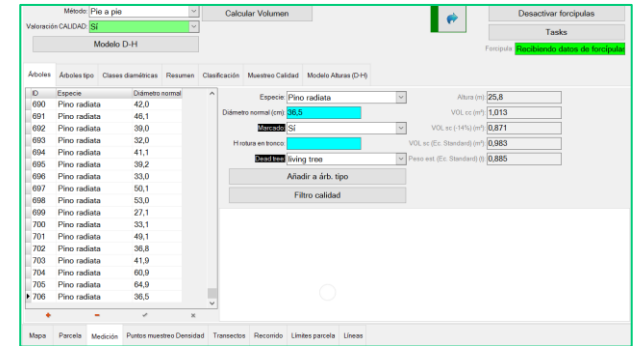 Método: Pie a pie
Calcular Volumen
Desactivar forcípulas
Valoración CALIDAD: Sí
Tasks
Modelo D-H
Forcípula: Recibiendo datos de forcípulas
Árboles Árboles tipo Clases diamétricas Resumen Clasificación Muestreo Calidad Modelo Alturas (D-H)
ID Especie Diámetro normal
690 Pino radiata 42,0
691 Pino radiata 46,1
692 Pino radiata 39,0
693 Pino radiata 32,0
694 Pino radiata 41,1
695 Pino radiata 39,2
696 Pino radiata 33,0
697 Pino radiata 50,1
698 Pino radiata 53,0
699 Pino radiata 27,1
700 Pino radiata 33,1
701 Pino radiata 49,1
702 Pino radiata 36,8
703 Pino radiata 41,9
704 Pino radiata 60,9
705 Pino radiata 64,9
706 Pino radiata 36,5
Especie: Pino radiata
Diámetro normal (cm): 36,5
Marcado: Sí
H rotura en tronco:
Dead tree: living tree
Añadir a árb. tipo
Filtro calidad
Altura (m): 25,8
VOL cc (m³): 1,013
VOL sc (-14%) (m³): 0,871
VOL sc (Ec. Standard) (m³): 0,983
Peso est. (Ec. Standard) (t): 0,885
Mapa Parcela Medición Puntos muestreo Densidad Transectos Recorrido Límites parcela Líneas